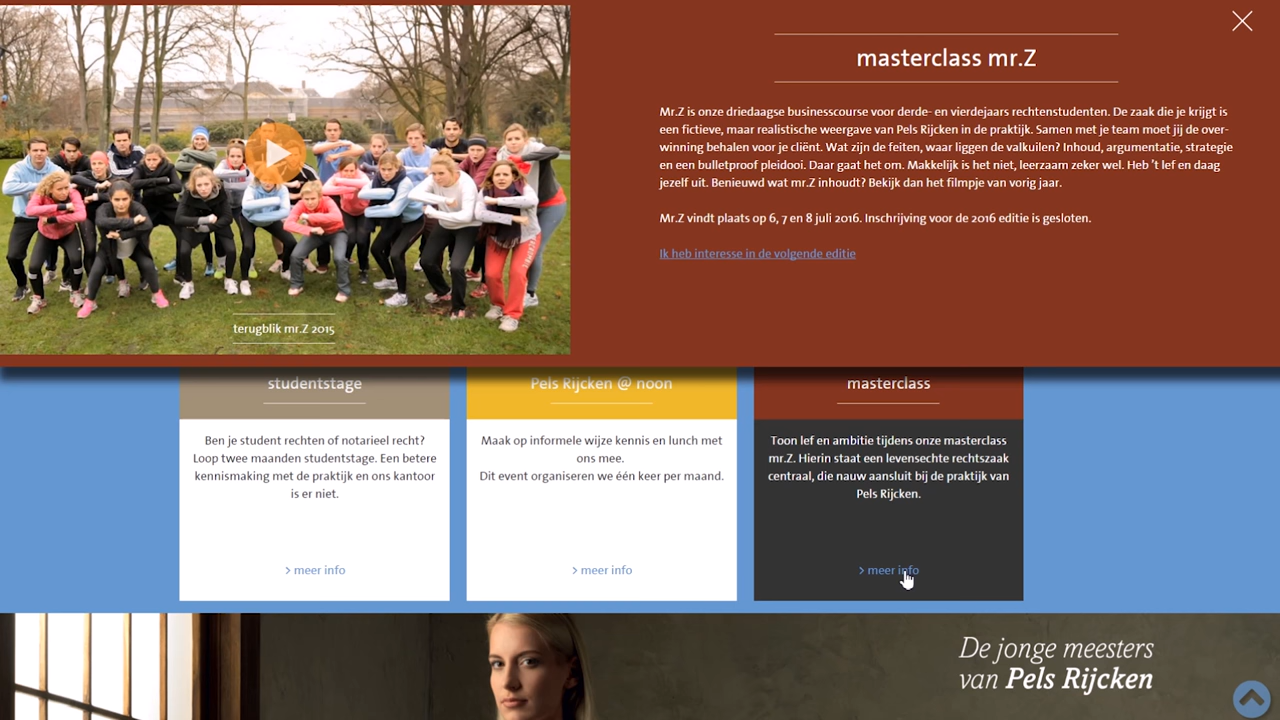 masterclass mr.Z
Mr.Z is onze driedaagse businesscourse voor derde- en vierdejaars rechtenstudenten. De zaak die je krijgt is
een fictieve, maar realistische weergave van Pels Rijcken in de praktijk. Samen met je team moet jij de over-
winning behalen voor je cliënt. Wat zijn de feiten, waar liggen de valkuilen? Inhoud, argumentatie, strategie
en een bulletproof pleidooi. Daar gaat het om. Makkelijk is het niet, leerzaam zeker wel. Heb 't lef en daag
jezelf uit. Benieuwd wat mr.Z inhoudt? Bekijk dan het filmpje van vorig jaar.
Mr.Z vindt plaats op 6, 7 en 8 juli 2016. Inschrijving voor de 2016 editie is gesloten.
Ik heb interesse in de volgende editie
terugblik mr.Z 2015
studentstage
Ben je student rechten of notarieel recht?
Loop twee maanden studentstage. Een betere
kennismaking met de praktijk en ons kantoor
is er niet.
> meer info
Pels Rijcken @ noon
Maak op informele wijze kennis en lunch met
ons mee.
Dit event organiseren we één keer per maand.
> meer info
masterclass
Toon lef en ambitie tijdens onze masterclass
mr.Z. Hierin staat een levensechte rechtszaak
centraal, die nauw aansluit bij de praktijk van
Pels Rijcken.
> meer info
De jonge meesters
van Pels Rijcken